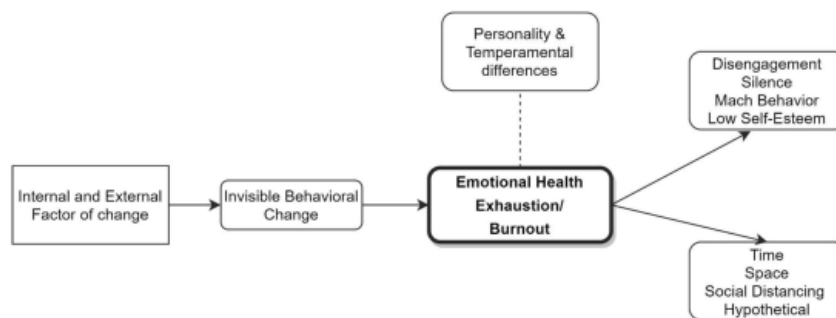 Personality &
Temperamental
differences
Disengagement
Silence
Mach Behavior
Low Self-Esteem
Internal and External
Factor of change
Invisible Behavioral
Change
Emotional Health
Exhaustion/
Burnout
Time
Space
Social Distancing
Hypothetical